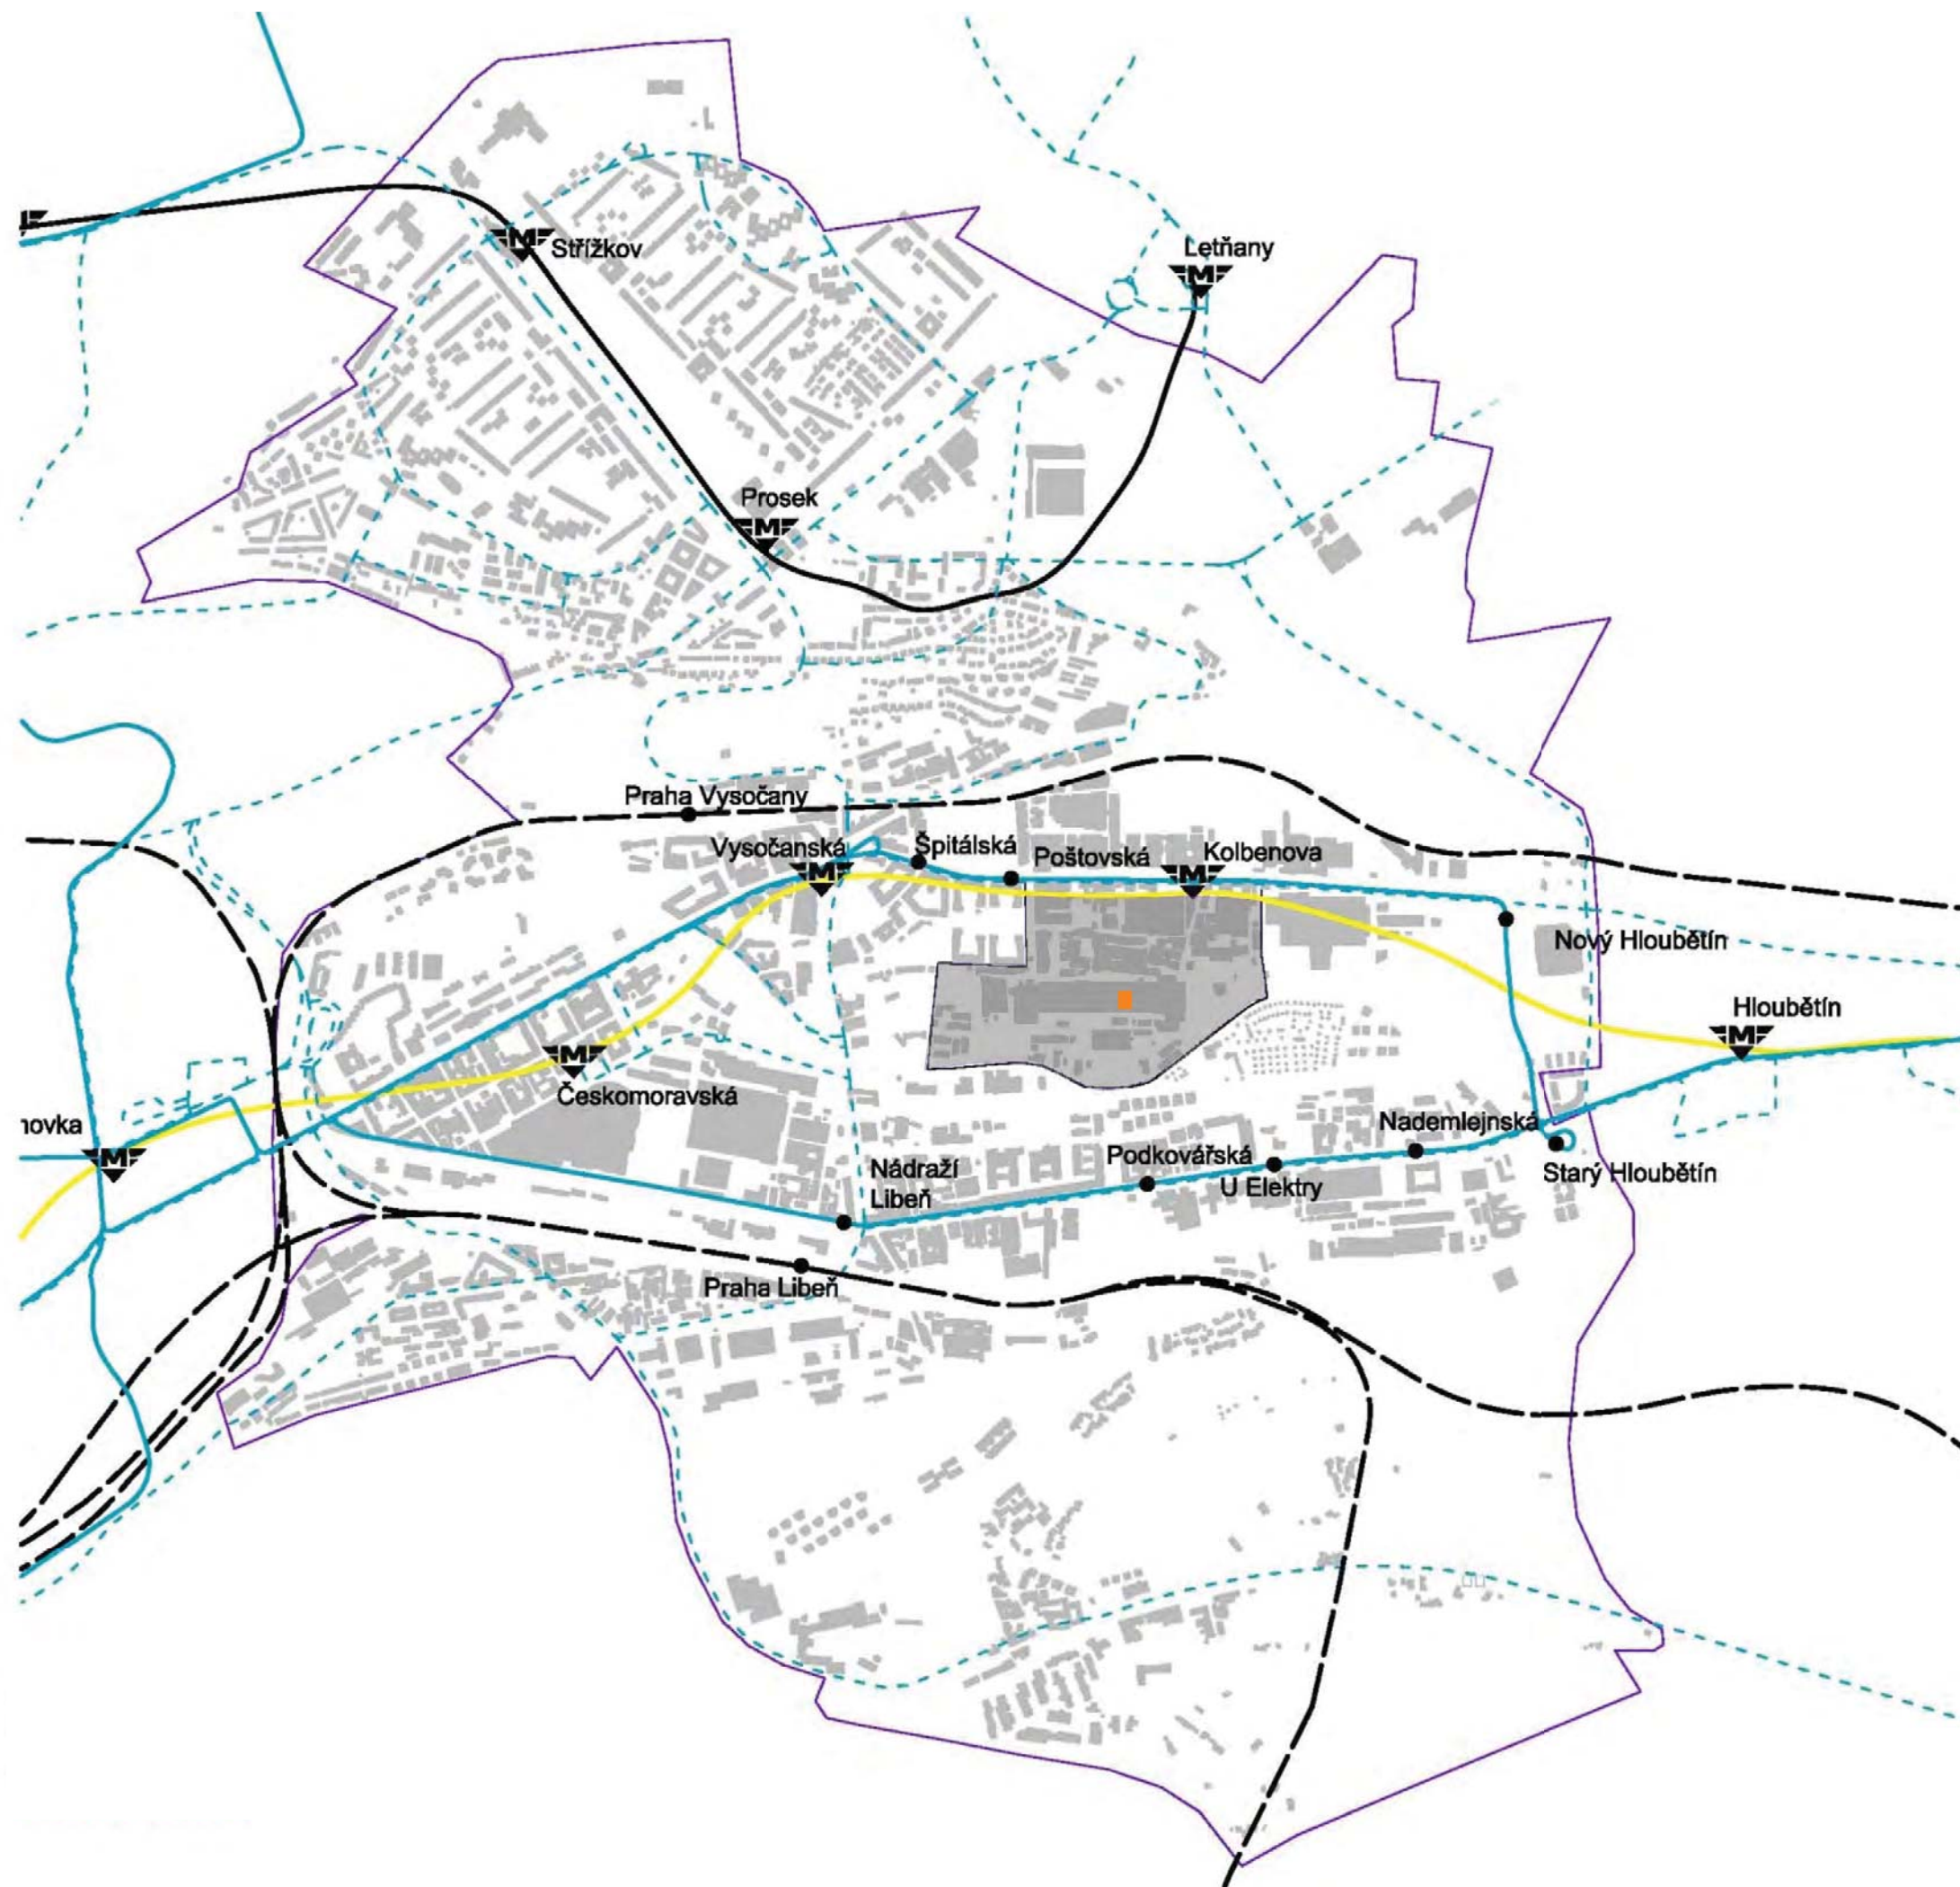 Letňany
Střížkov
Prosek
Praha Vysočany
Vysočanská
Špitálská
Poštovská
Kolbenova
Nový Hloubětín
Hloubětín
Českomoravská
novka
Nademlejnská
Podkovářská
U Elektry
Starý Hloubětín
Nádraží
Libeň
Praha Libeň
M
M
M
M
M
M
M
M